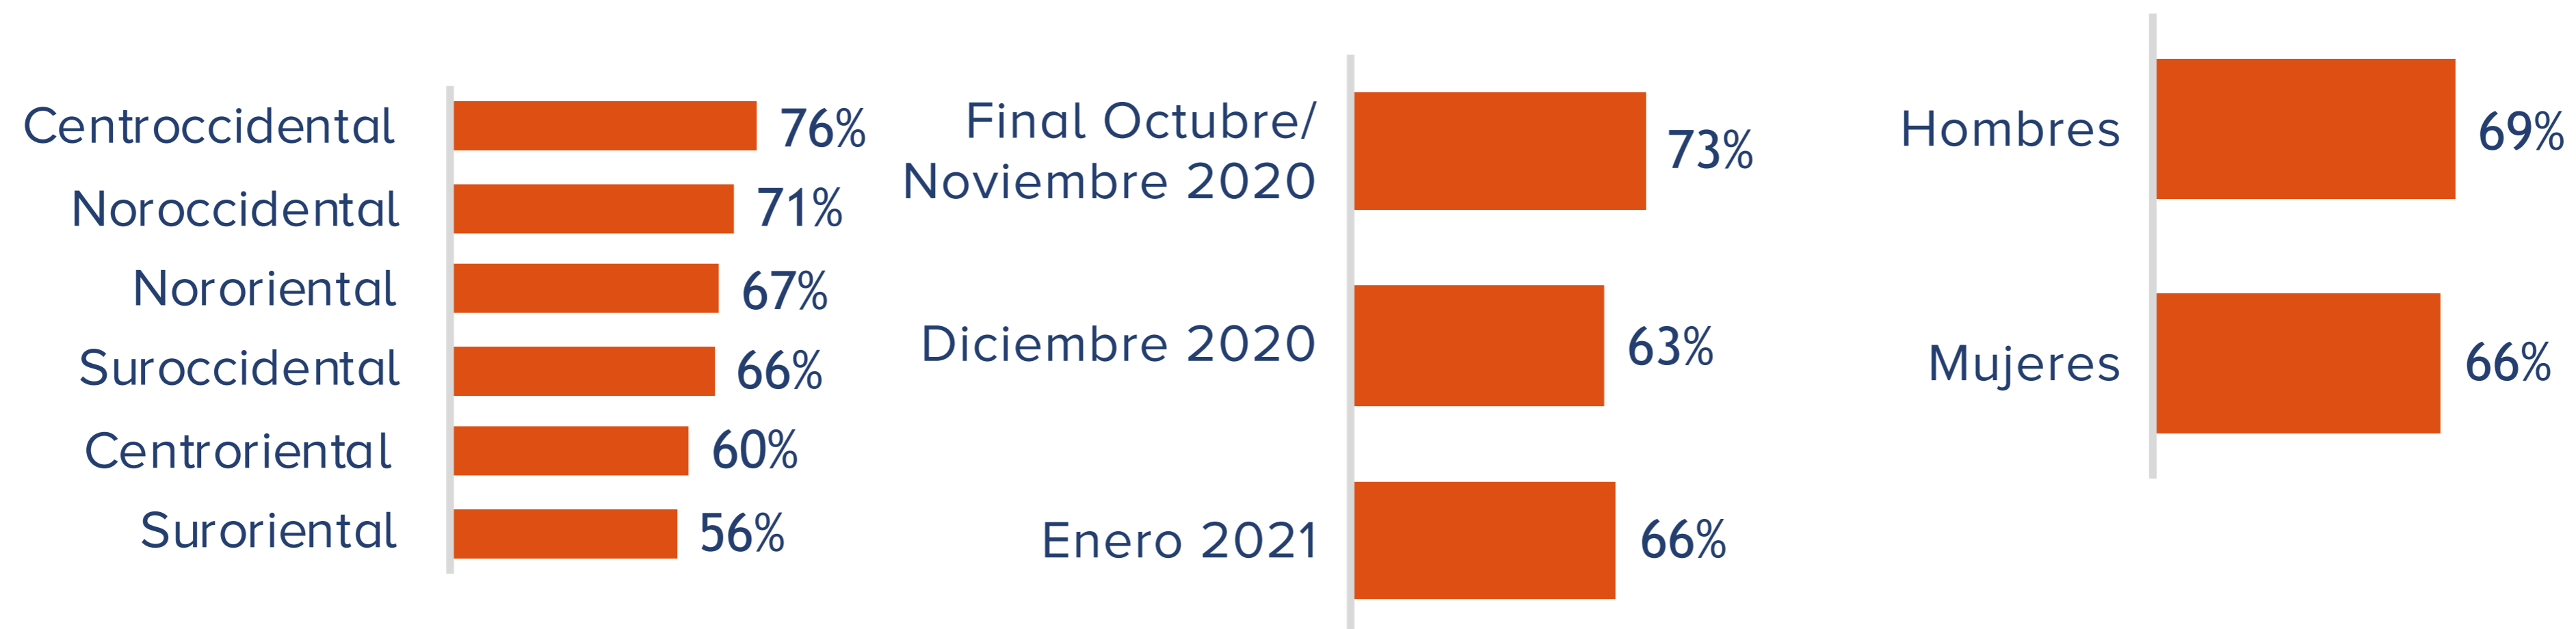 Centroccidental 76%
Noroccidental 71%
Nororiental 67%
Suroccidental 66%
Centroriental 60%
Suroriental 56%
Final Octubre/
Noviembre 2020 73%
Diciembre 2020 63%
Enero 2021 66%
Hombres 69%
Mujeres 66%